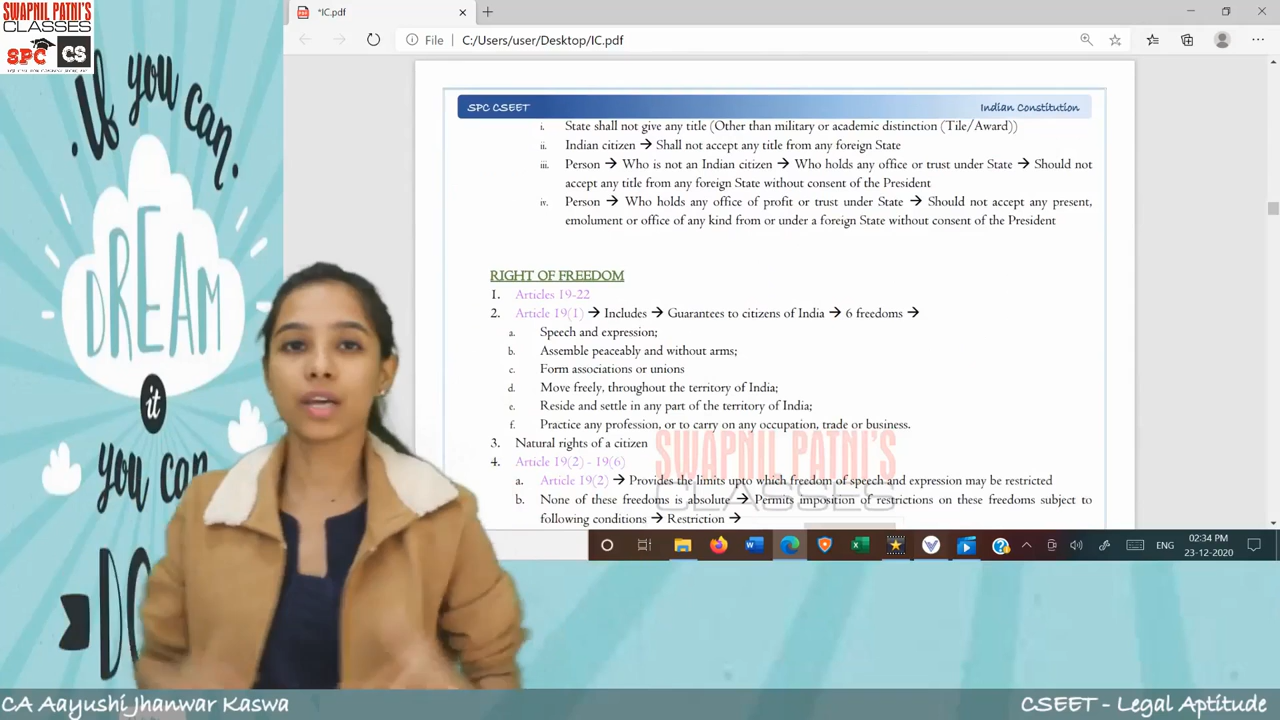 SWAPNIL PATNI'S
CLASSES
SPC CS
*IC.pdf
File C:/Users/user/Desktop/IC.pdf
SPC CSEET Indian Constitution
i. State shall not give any title (Other than military or academic distinction (Tile/Award))
ii. Indian citizen → Shall not accept any title from any foreign State
iii. Person → Who is not an Indian citizen → Who holds any office or trust under State → Should not
accept any title from any foreign State without consent of the President
iv. Person → Who holds any office of profit or trust under State → Should not accept any present,
emolument or office of any kind from or under a foreign State without consent of the President
RIGHT OF FREEDOM
1. Articles 19-22
2. Article 19(1) → Includes → Guarantees to citizens of India → 6 freedoms →
a. Speech and expression;
b. Assemble peaceably and without arms;
c. Form associations or unions
d. Move freely, throughout the territory of India;
e. Reside and settle in any part of the territory of India;
f. Practice any profession, or to carry on any occupation, trade or business.
3. Natural rights of a citizen
4. Article 19(2) - 19(6)
a. Article 19(2) → Provides the limits upto which freedom of speech and expression may be restricted
b. None of these freedoms is absolute → Permits imposition of restrictions on these freedoms subject to
following conditions → Restriction →
SWAPNIL PATNI'S
CLASSES
ENG
02:34 PM
23-12-2020
If you can
DREAM
it
you can
DO
CA Aayushi Jhanwar Kaswa
CSEET - Legal Aptitude